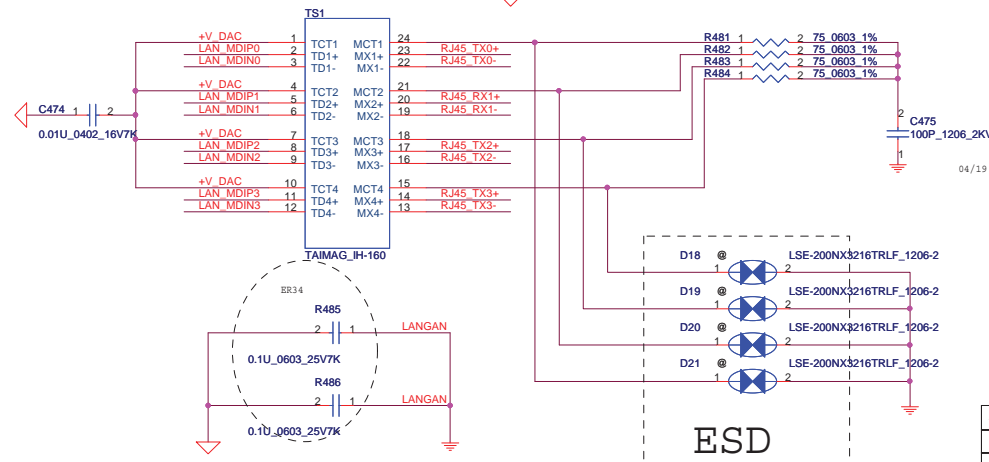 TS1
+V_DAC 1 TCT1 MCT1 24
LAN_MDIP0 2 TD1+ MX1+ 23 RJ45_TX0+
LAN_MDIN0 3 TD1- MX1- 22 RJ45_TX0-
+V_DAC 4 TCT2 MCT2 21
LAN_MDIP1 5 TD2+ MX2+ 20 RJ45_RX1+
LAN_MDIN1 6 TD2- MX2- 19 RJ45_RX1-
+V_DAC 7 TCT3 MCT3 18
LAN_MDIP2 8 TD3+ MX3+ 17 RJ45_TX2+
LAN_MDIN2 9 TD3- MX3- 16 RJ45_TX2-
+V_DAC 10 TCT4 MCT4 15
LAN_MDIP3 11 TD4+ MX4+ 14 RJ45_TX3+
LAN_MDIN3 12 TD4- MX4- 13 RJ45_TX3-
TAIMAG_IH-160
C474
1 2
0.01U_0402_16V7K
R481 1 2 75_0603_1%
R482 1 2 75_0603_1%
R483 1 2 75_0603_1%
R484 1 2 75_0603_1%
2
C475
100P_1206_2KV
1
04/19
ER34
R485
2 1 LANGAN
0.1U_0603_25V7K
R486
2 1 LANGAN
0.1U_0603_25V7K
D18 @ LSE-200NX3216TRLF_1206-2
1 2
D19 @ LSE-200NX3216TRLF_1206-2
1 2
D20 @ LSE-200NX3216TRLF_1206-2
1 2
D21 @ LSE-200NX3216TRLF_1206-2
1 2
ESD